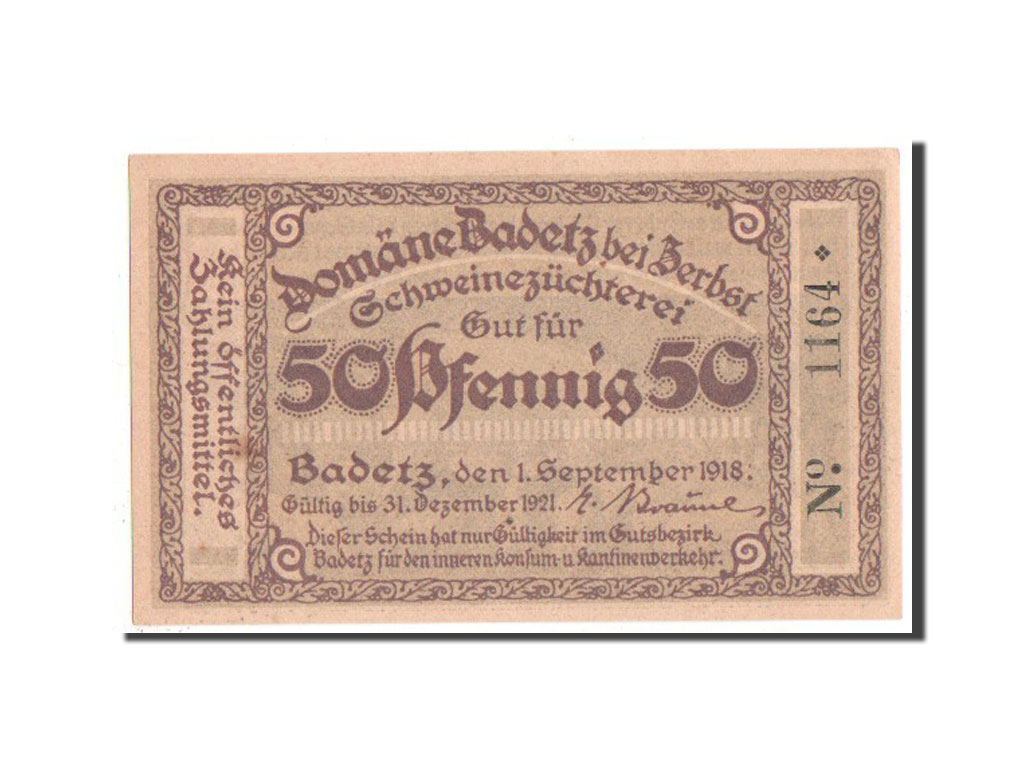 Kein öffentliches
Zahlungsmittel.
Domäne Badetz bei Zerbst
Schweinezüchterei
Gut für
50 Pfennig 50
Badetz, den 1. September 1918.
Gültig bis 31. Dezember 1921.
Dieser Schein hat nur Gültigkeit im Gutsbezirk
Badetz für den inneren Konsum- u. Kantinenverkehr.
No. 1164